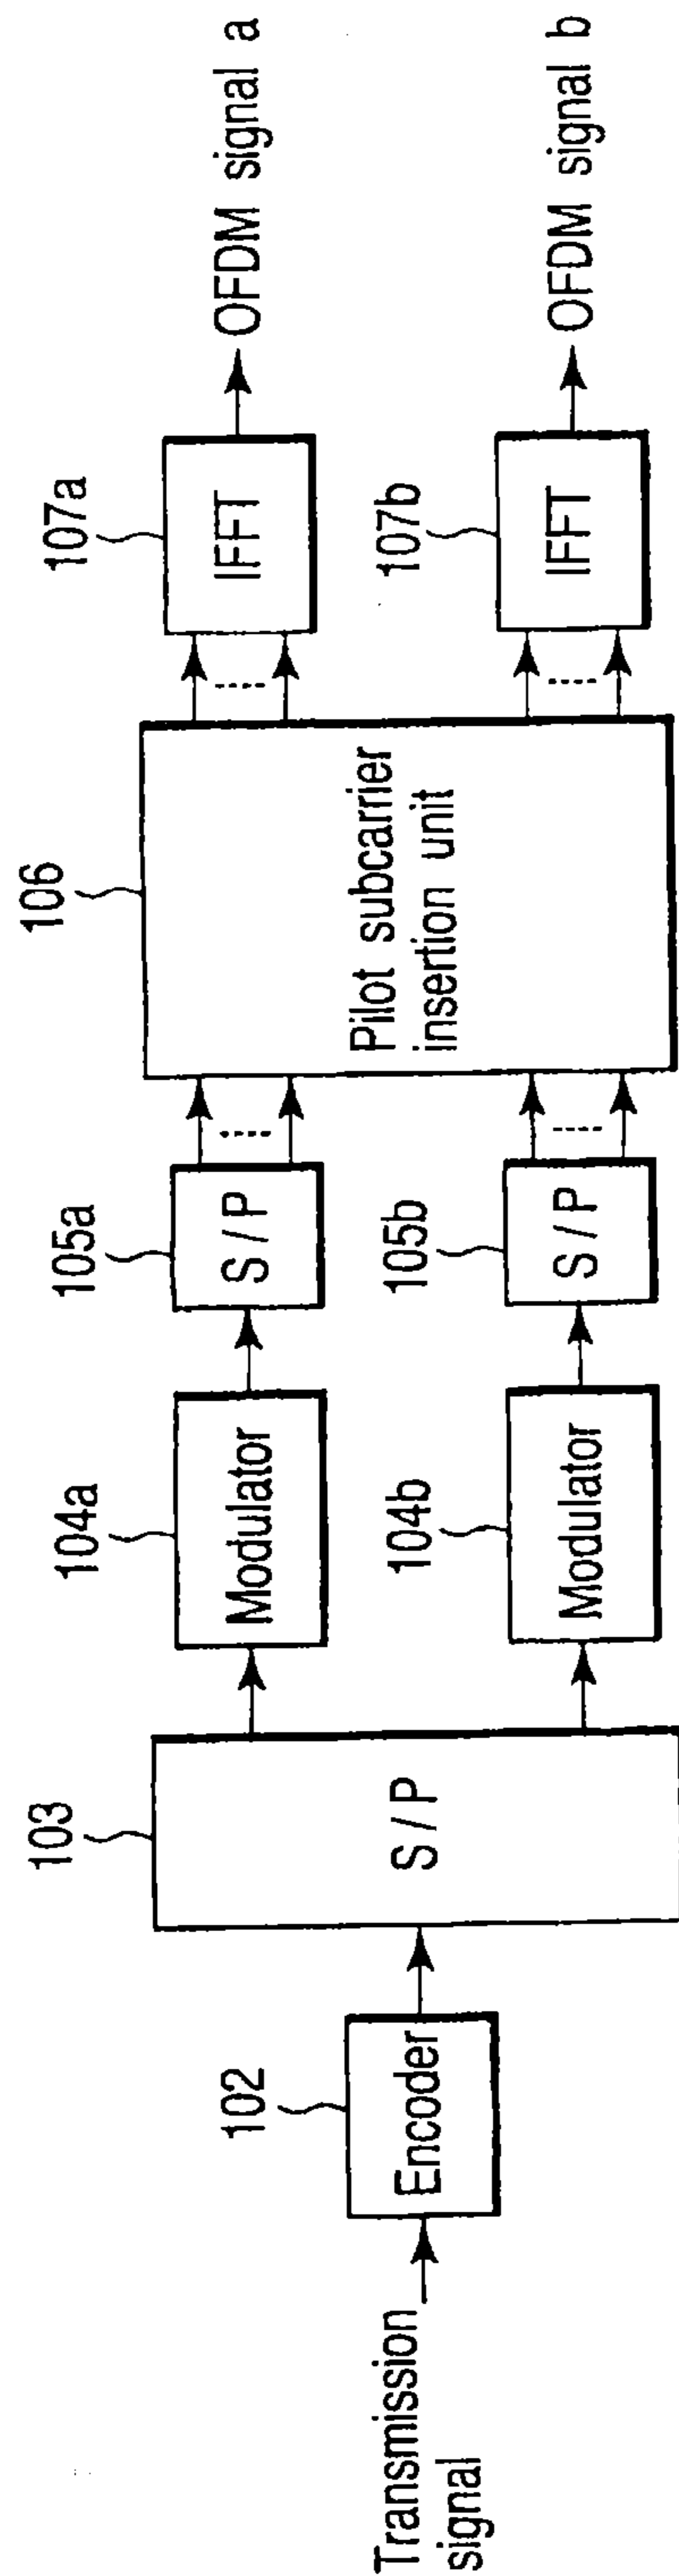 Transmission
signal
102
Encoder
103
S / P
104a
Modulator
104b
Modulator
105a
S / P
105b
S / P
106
Pilot subcarrier
insertion unit
107a
IFFT
107b
IFFT
OFDM signal a
OFDM signal b